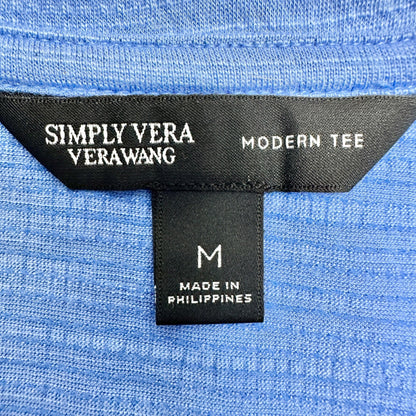 SIMPLY VERA
VERAWANG
MODERN TEE
M
MADE IN
PHILIPPINES